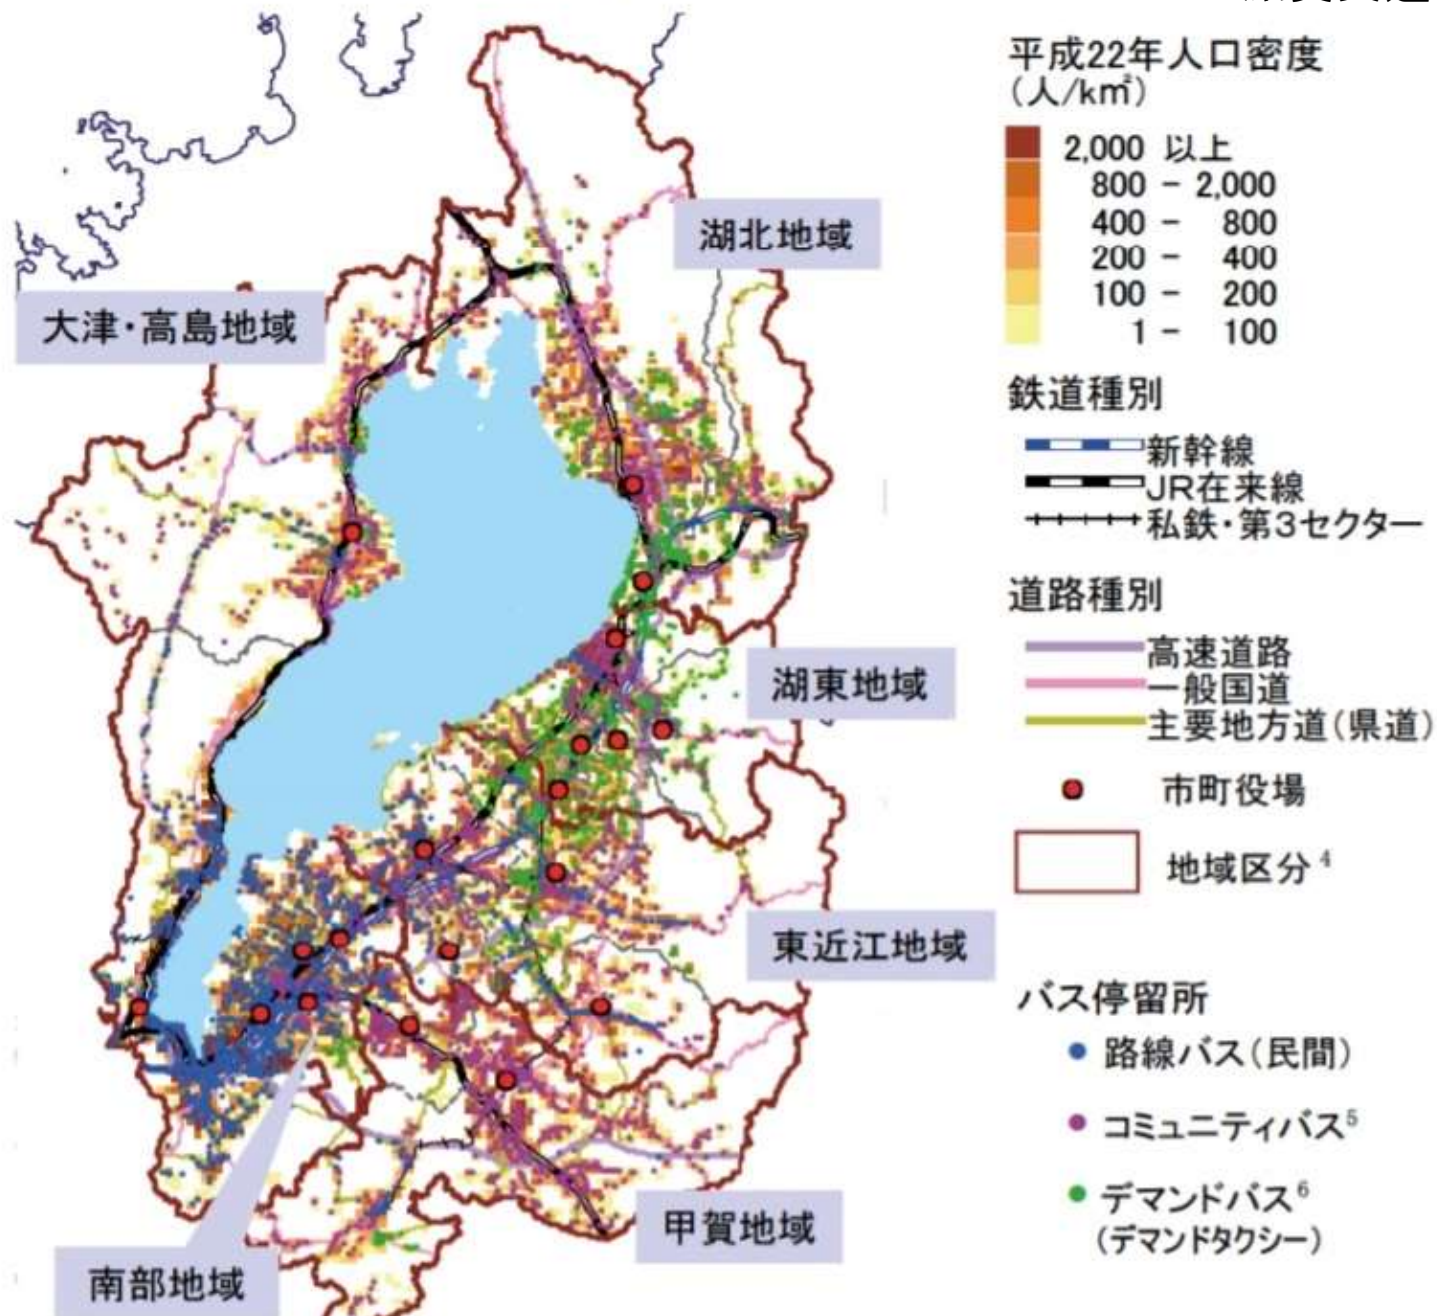 平成22年人口密度
(人/k㎡)
2,000 以上
800 - 2,000
400 - 800
200 - 400
100 - 200
1 - 100
鉄道種別
新幹線
JR在来線
私鉄・第3セクター
道路種別
高速道路
一般国道
主要地方道(県道)
市町役場
地域区分4
バス停留所
路線バス(民間)
コミュニティバス5
デマンドバス6
(デマンドタクシー)
湖北地域
大津・高島地域
湖東地域
東近江地域
甲賀地域
南部地域